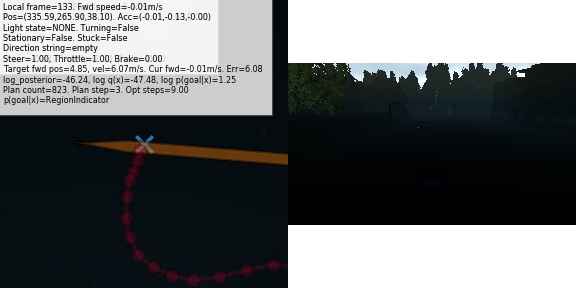 Local frame=133. Fwd speed=-0.01m/s
Pos=(335.59,265.90,38.10). Acc=(-0.01,-0.13,-0.00)
Light state=NONE. Turning=False
Stationary=False. Stuck=False
Direction string=empty
Steer=1.00, Throttle=1.00, Brake=0.00
Target fwd pos=4.85, vel=6.07m/s. Cur fwd=-0.01m/s. Err=6.08
log_posterior=-46.24, log q(x)=-47.48, log p(goal|x)=1.25
Plan count=823. Plan step=3. Opt steps=9.00
p(goal|x)=RegionIndicator